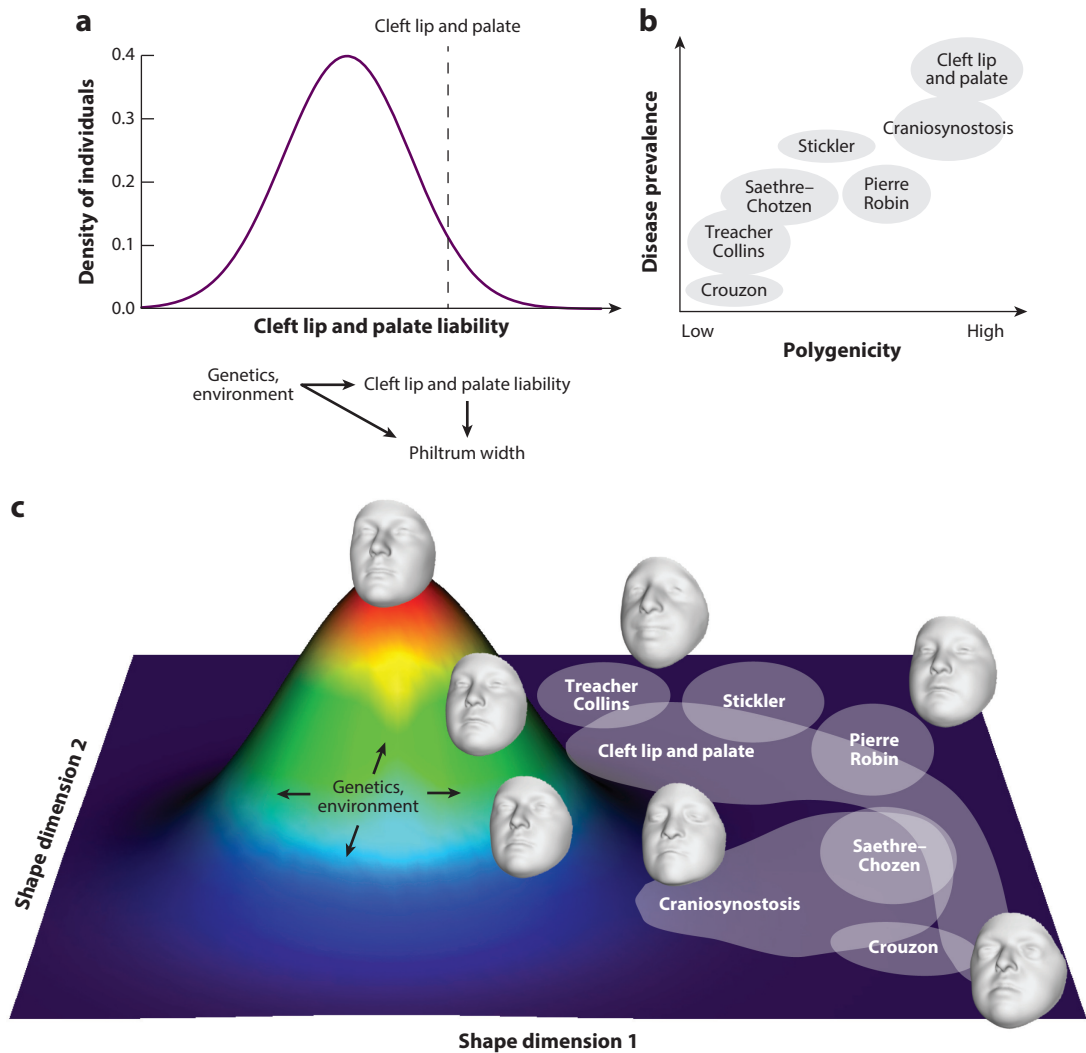 a
Cleft lip and palate
0.4
0.3
0.2
0.1
0.0
Density of individuals
Cleft lip and palate liability
Genetics,
environment
Cleft lip and palate liability
Philtrum width
b
Disease prevalence
Cleft lip
and palate
Craniosynostosis
Stickler
Saethre–
Chotzen
Pierre
Robin
Treacher
Collins
Crouzon
Low
High
Polygenicity
c
Treacher
Collins
Stickler
Cleft lip and palate
Pierre
Robin
Genetics,
environment
Saethre–
Chozen
Craniosynostosis
Crouzon
Shape dimension 2
Shape dimension 1